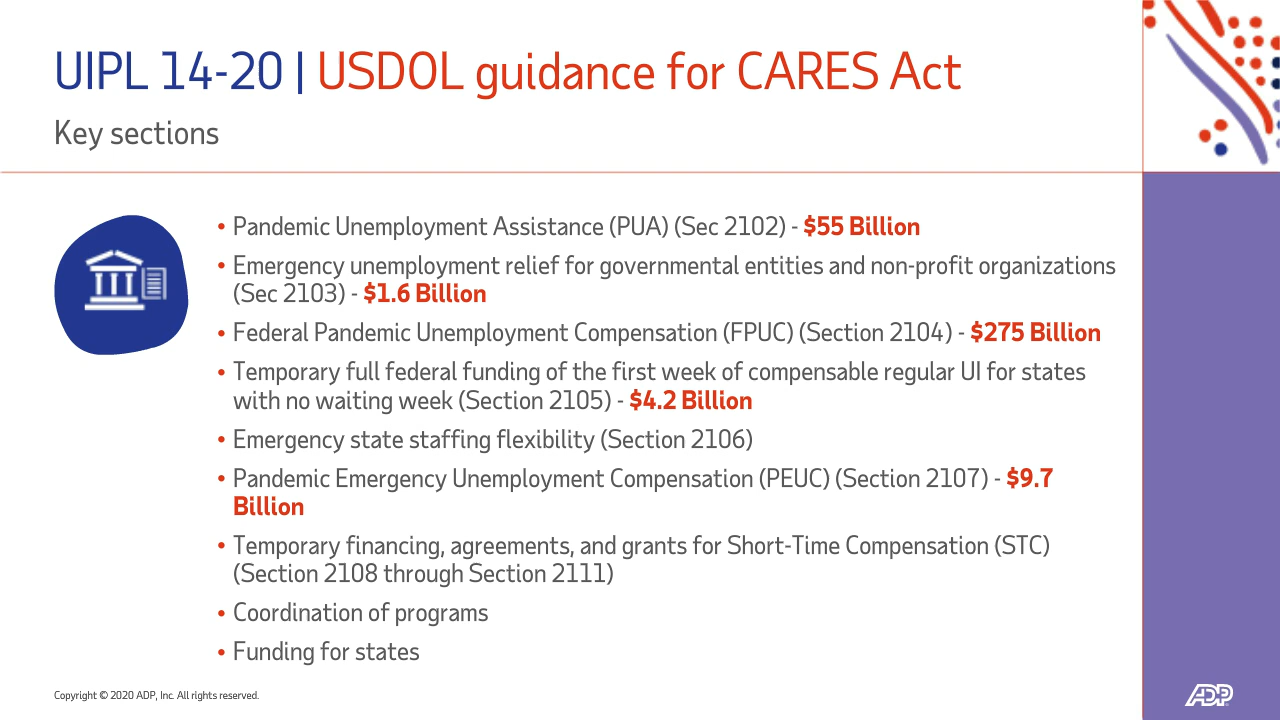 UIPL 14-20 | USDOL guidance for CARES Act
Key sections
• Pandemic Unemployment Assistance (PUA) (Sec 2102) - $55 Billion
• Emergency unemployment relief for governmental entities and non-profit organizations
(Sec 2103) - $1.6 Billion
• Federal Pandemic Unemployment Compensation (FPUC) (Section 2104) - $275 Billion
• Temporary full federal funding of the first week of compensable regular UI for states
with no waiting week (Section 2105) - $4.2 Billion
• Emergency state staffing flexibility (Section 2106)
• Pandemic Emergency Unemployment Compensation (PEUC) (Section 2107) - $9.7
Billion
• Temporary financing, agreements, and grants for Short-Time Compensation (STC)
(Section 2108 through Section 2111)
• Coordination of programs
• Funding for states
Copyright © 2020 ADP, Inc. All rights reserved.
ADP